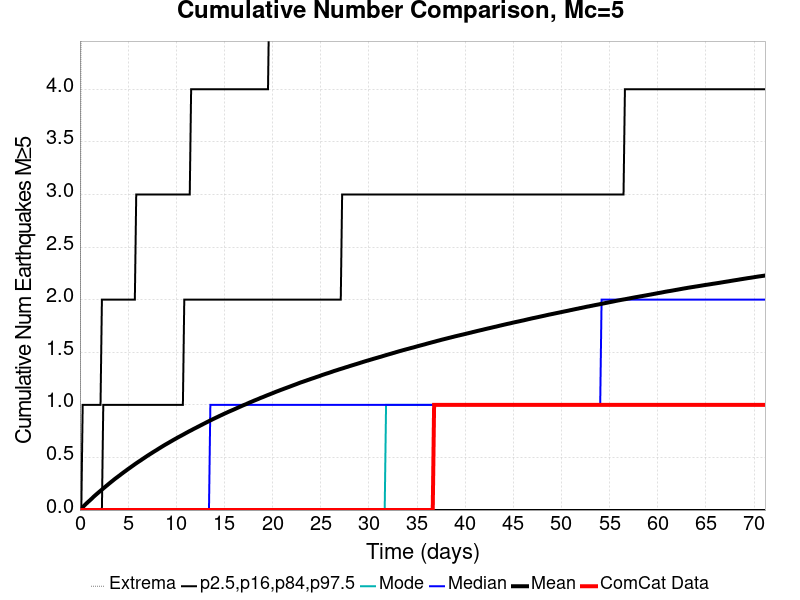 Cumulative Number Comparison, Mc=5
Cumulative Num Earthquakes M≥5
4.0
3.5
3.0
2.5
2.0
1.5
1.0
0.5
0.0
0 5 10 15 20 25 30 35 40 45 50 55 60 65 70
Time (days)
Extrema p2.5,p16,p84,p97.5 Mode Median Mean ComCat Data